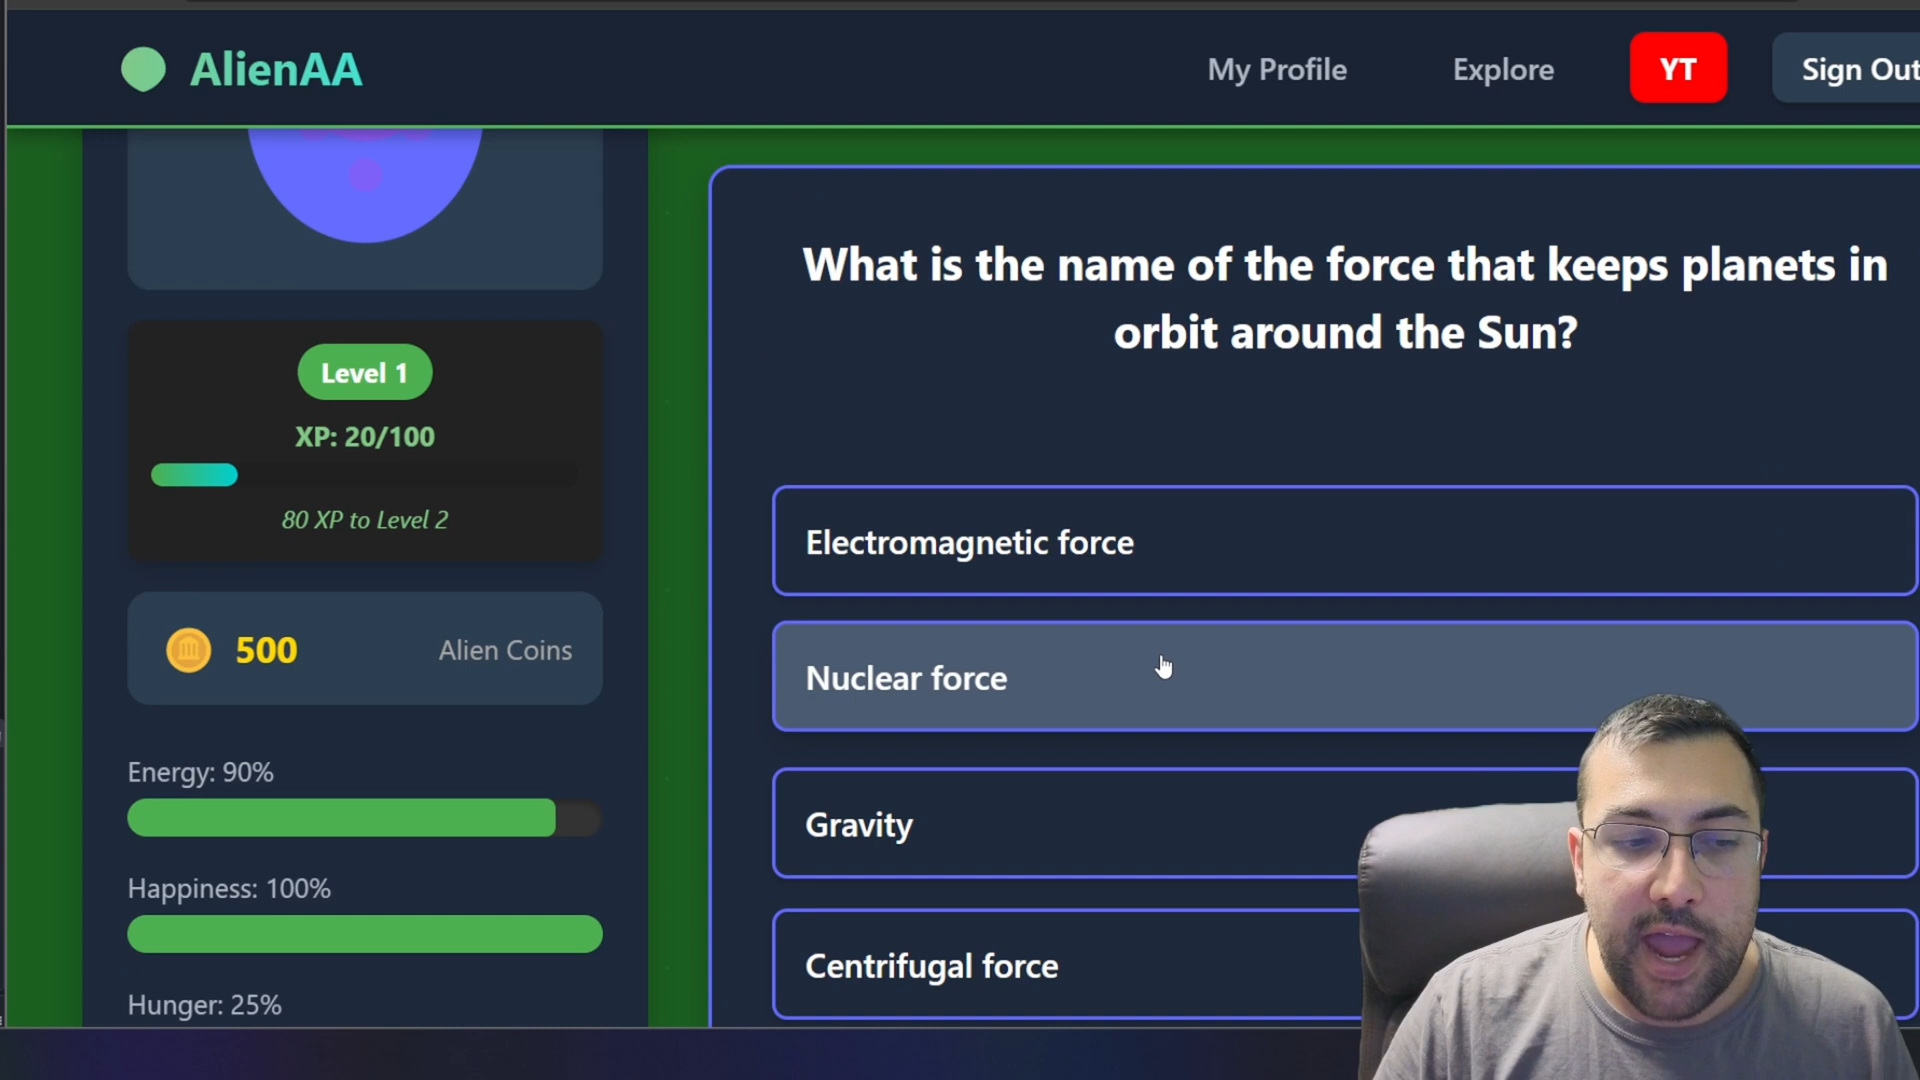 AlienAA
My Profile
Explore
YT
Sign Out
What is the name of the force that keeps planets in
orbit around the Sun?
Level 1
XP: 20/100
80 XP to Level 2
500
Alien Coins
Energy: 90%
Happiness: 100%
Hunger: 25%
Electromagnetic force
Nuclear force
Gravity
Centrifugal force